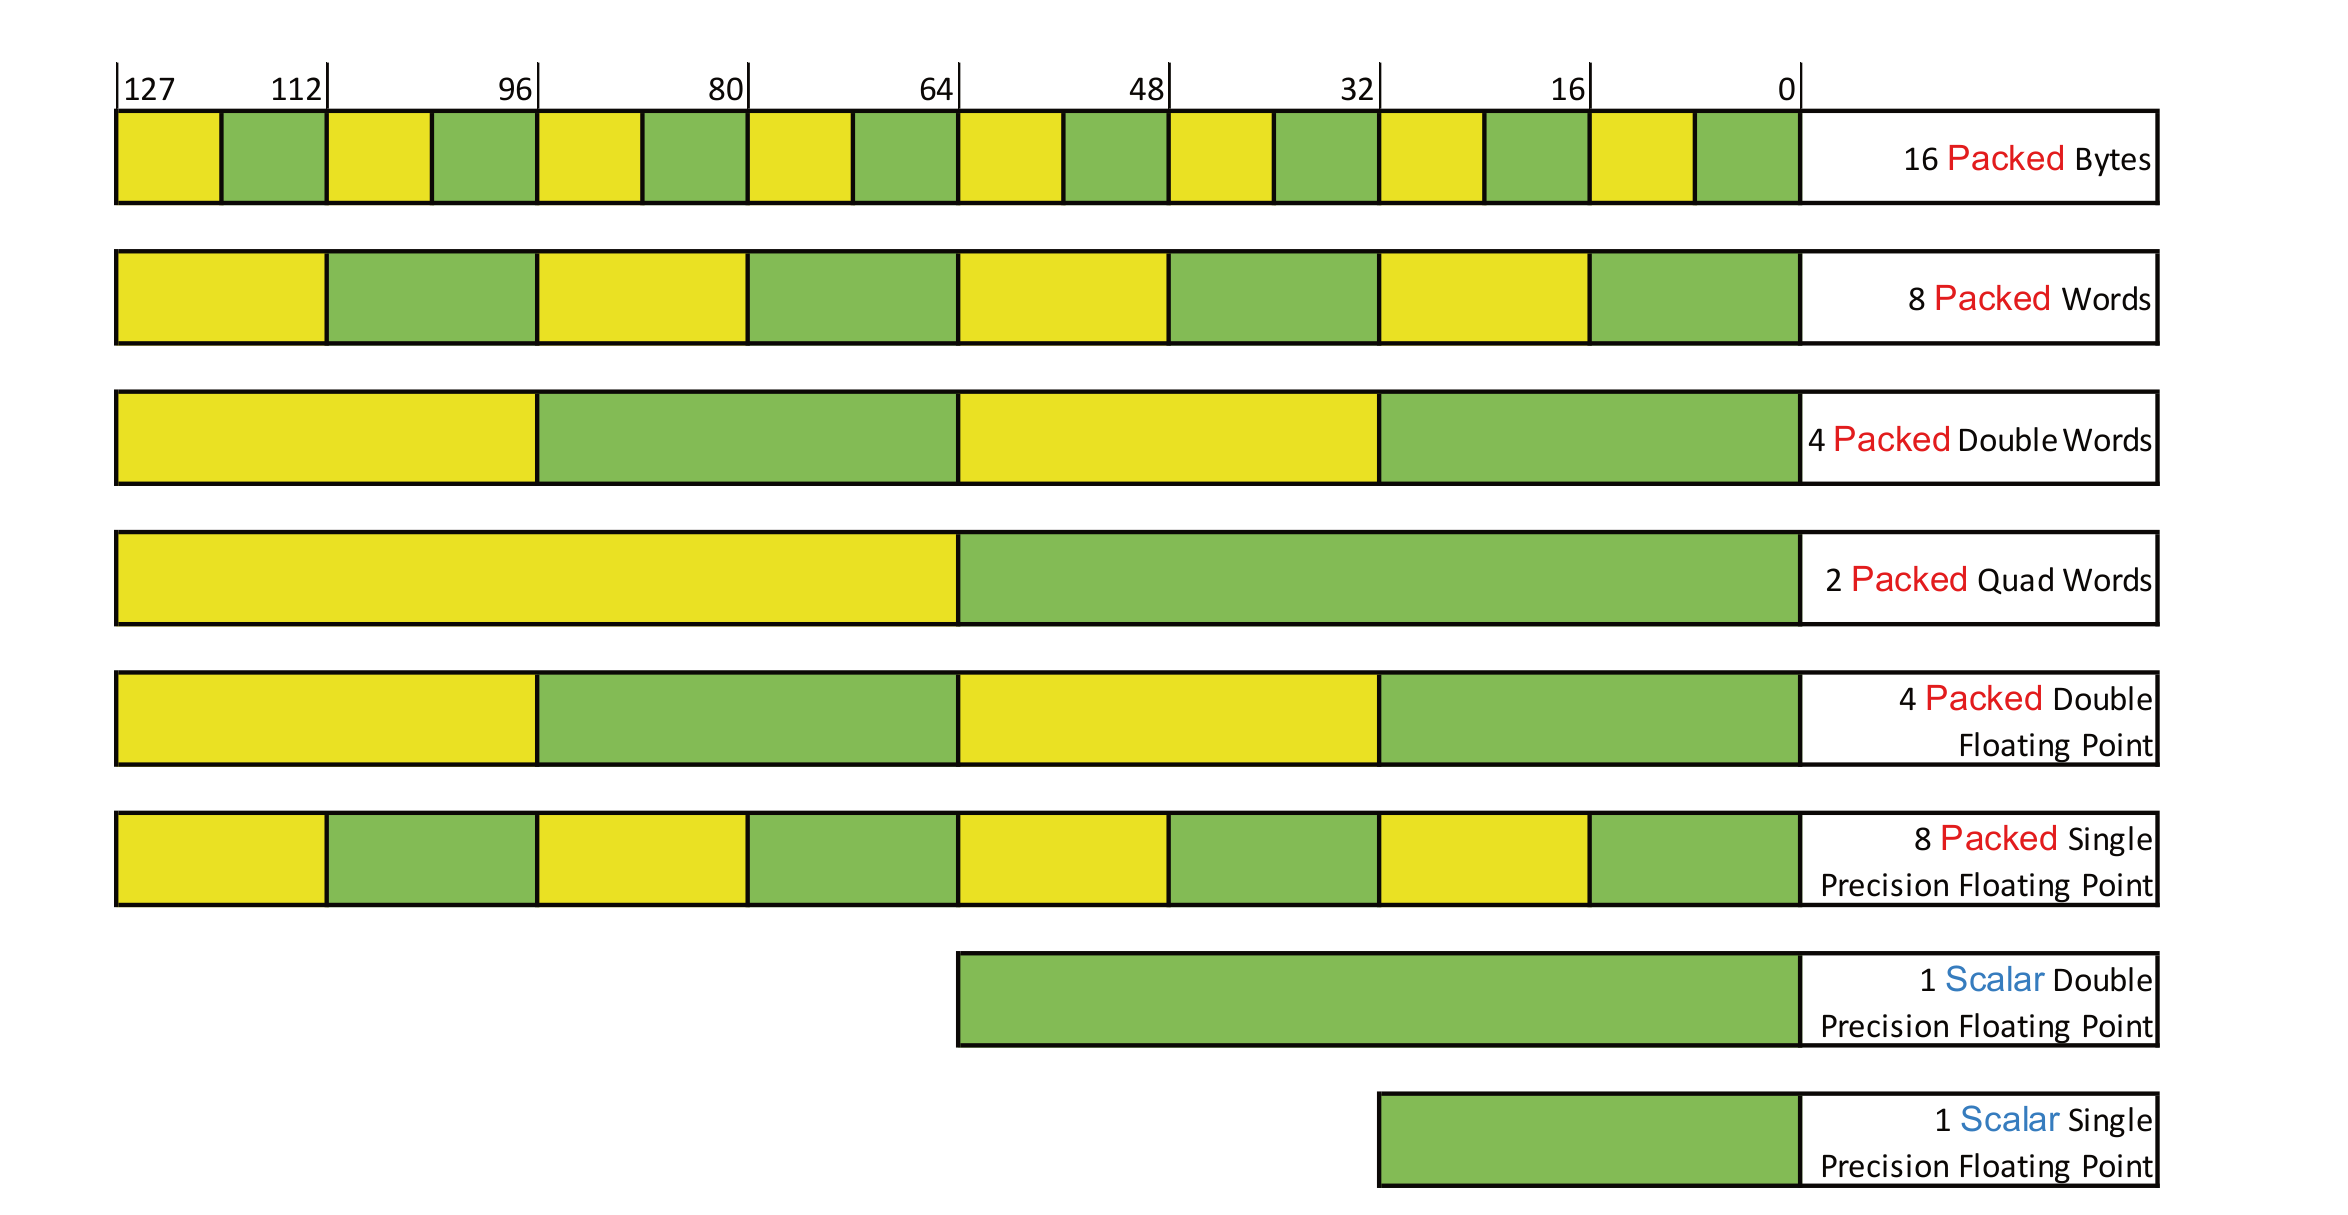 127 112 96 80 64 48 32 16 0
16 Packed Bytes
8 Packed Words
4 Packed Double Words
2 Packed Quad Words
4 Packed Double
Floating Point
8 Packed Single
Precision Floating Point
1 Scalar Double
Precision Floating Point
1 Scalar Single
Precision Floating Point